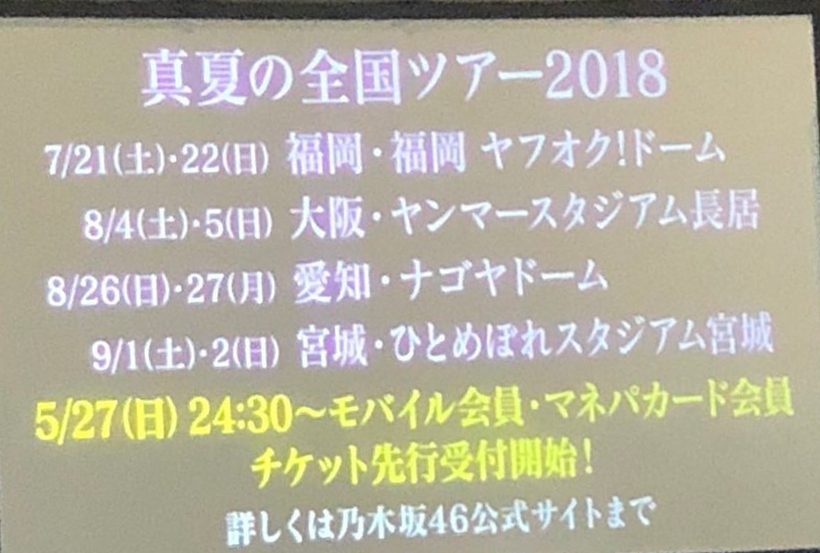 真夏の全国ツアー2018
7/21(土)・22(日) 福岡・福岡 ヤフオク!ドーム
8/4(土)・5(日) 大阪・ヤンマースタジアム長居
8/26(日)・27(月) 愛知・ナゴヤドーム
9/1(土)・2(日) 宮城・ひとめぼれスタジアム宮城
5/27(日) 24:30〜モバイル会員・マネパカード会員
チケット先行受付開始!
詳しくは乃木坂46公式サイトまで